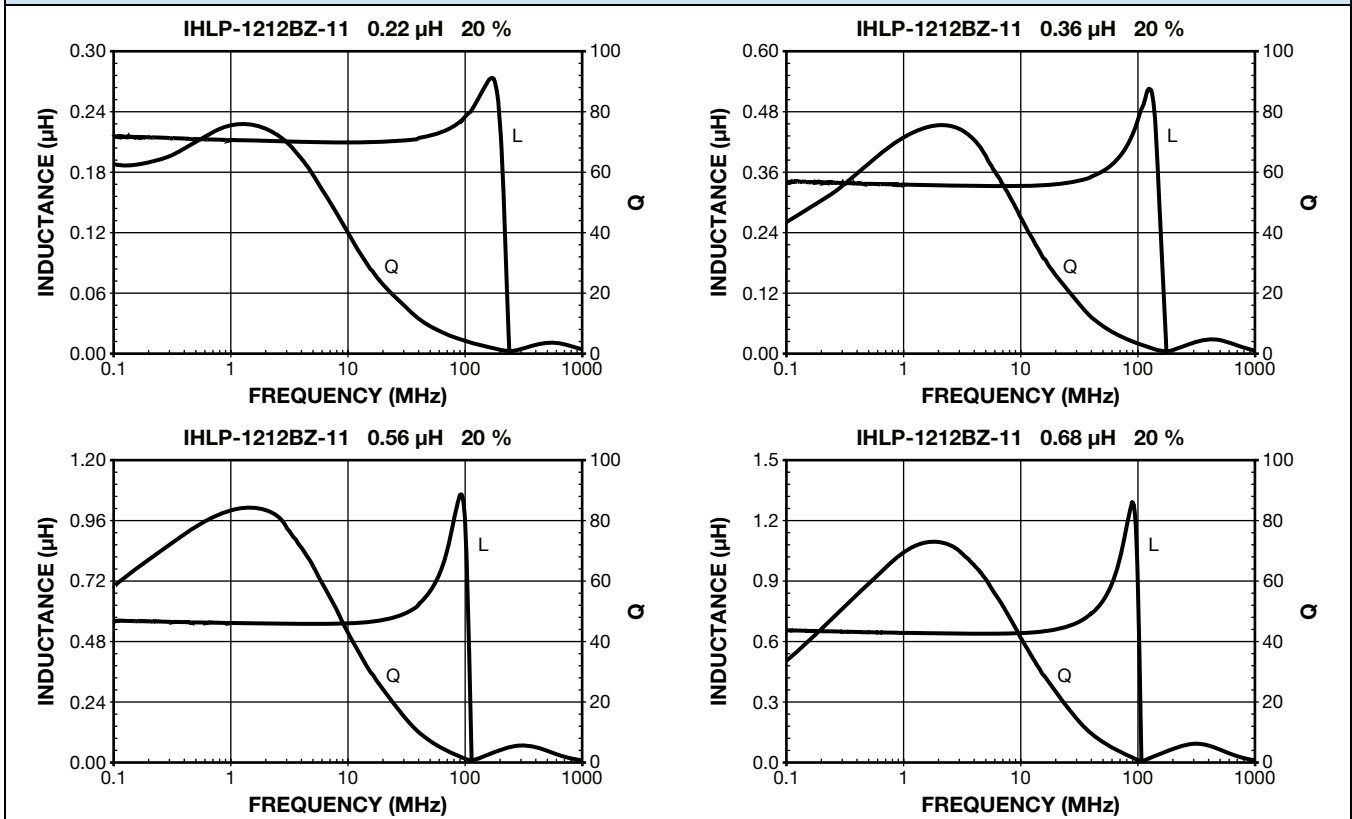 IHLP-1212BZ-11 0.22 µH 20 %
INDUCTANCE (µH)
0.30
0.24
0.18
0.12
0.06
0.00
100
80
60
40
20
0
Q
L
Q
0.1 1 10 100 1000
FREQUENCY (MHz)
IHLP-1212BZ-11 0.36 µH 20 %
INDUCTANCE (µH)
0.60
0.48
0.36
0.24
0.12
0.00
100
80
60
40
20
0
Q
L
Q
0.1 1 10 100 1000
FREQUENCY (MHz)
IHLP-1212BZ-11 0.56 µH 20 %
INDUCTANCE (µH)
1.20
0.96
0.72
0.48
0.24
0.00
100
80
60
40
20
0
Q
L
Q
0.1 1 10 100 1000
FREQUENCY (MHz)
IHLP-1212BZ-11 0.68 µH 20 %
INDUCTANCE (µH)
1.5
1.2
0.9
0.6
0.3
0.00
100
80
60
40
20
0
Q
L
Q
0.1 1 10 100 1000
FREQUENCY (MHz)